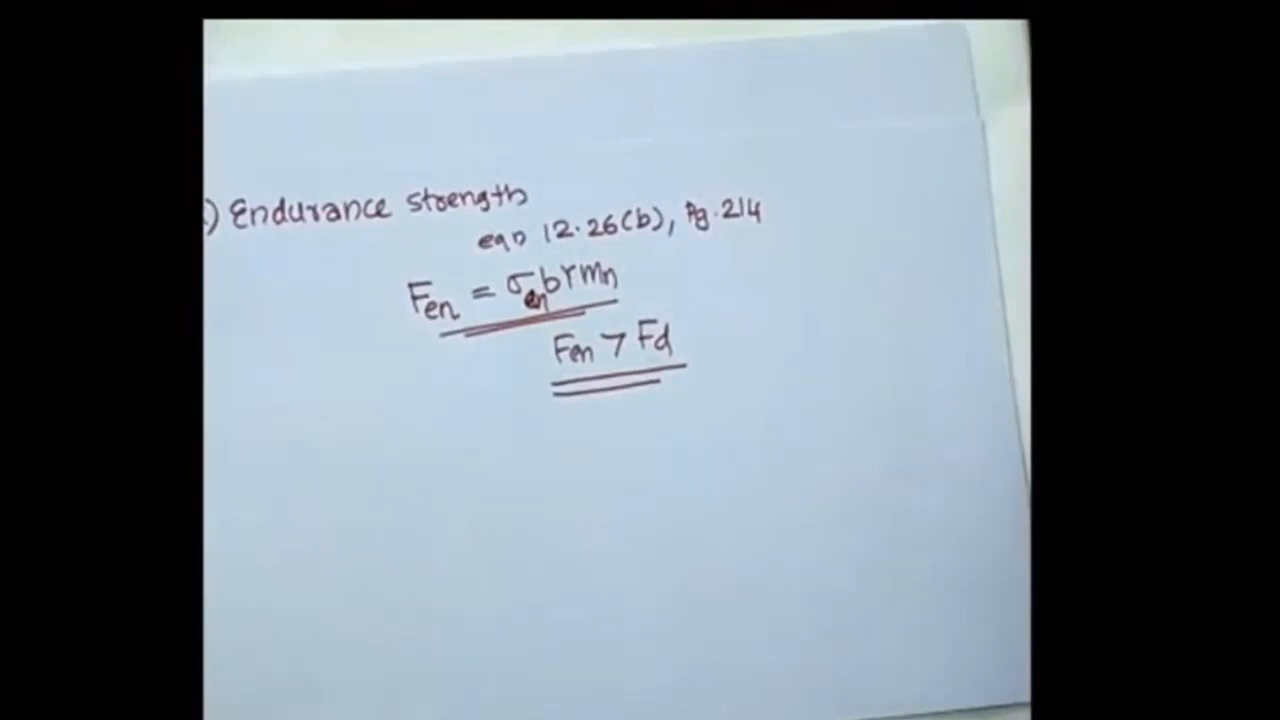 ) Endurance strength
eqn 12.26(b), Pg.214
Fen = σen b Y mn
Fen > Fd